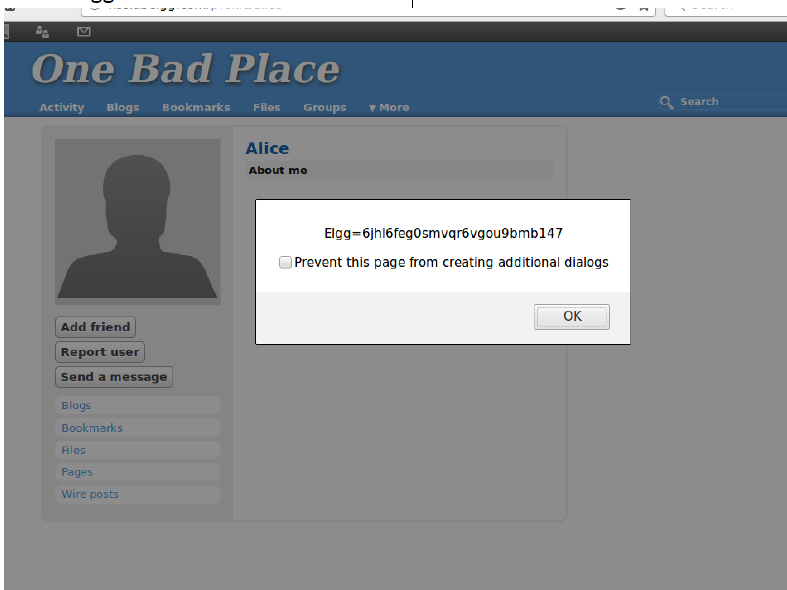 One Bad Place
Activity Blogs Bookmarks Files Groups ▾ More
Search
Alice
About me
Elgg=6jhl6feg0smvqr6vgou9bmb147
Prevent this page from creating additional dialogs
OK
Add friend
Report user
Send a message
Blogs
Bookmarks
Files
Pages
Wire posts